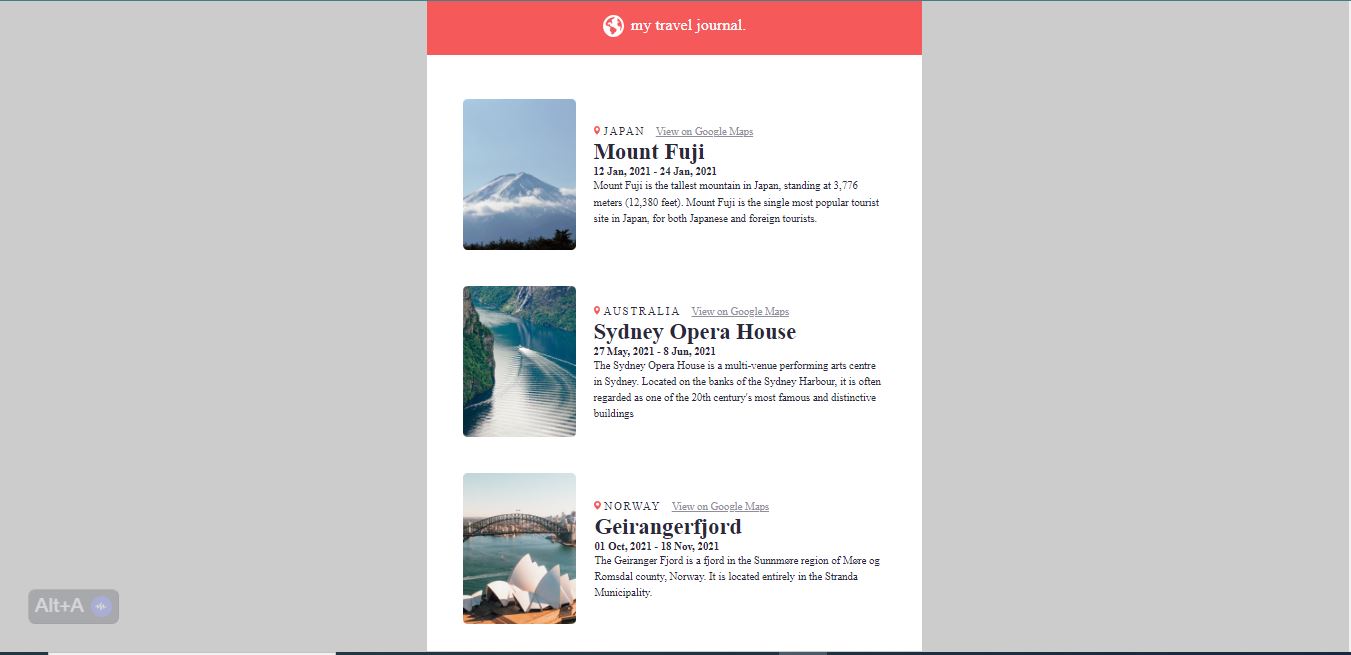 my travel journal.
JAPAN View on Google Maps
Mount Fuji
12 Jan, 2021 - 24 Jan, 2021
Mount Fuji is the tallest mountain in Japan, standing at 3,776
meters (12,380 feet). Mount Fuji is the single most popular tourist
site in Japan, for both Japanese and foreign tourists.
AUSTRALIA View on Google Maps
Sydney Opera House
27 May, 2021 - 8 Jun, 2021
The Sydney Opera House is a multi-venue performing arts centre
in Sydney. Located on the banks of the Sydney Harbour, it is often
regarded as one of the 20th century's most famous and distinctive
buildings
NORWAY View on Google Maps
Geirangerfjord
01 Oct, 2021 - 18 Nov, 2021
The Geiranger Fjord is a fjord in the Sunnmøre region of Møre og
Romsdal county, Norway. It is located entirely in the Stranda
Municipality.
Alt+A